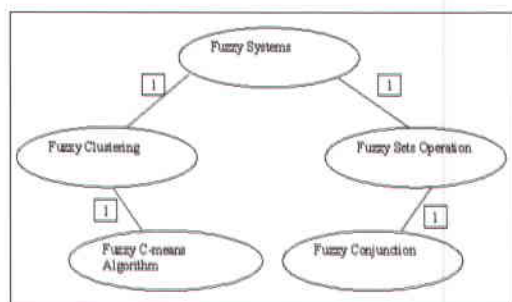 Fuzzy Systems
1
1
Fuzzy Clustering
Fuzzy Sets Operation
1
1
Fuzzy C-means
Algorithm
Fuzzy Conjunction